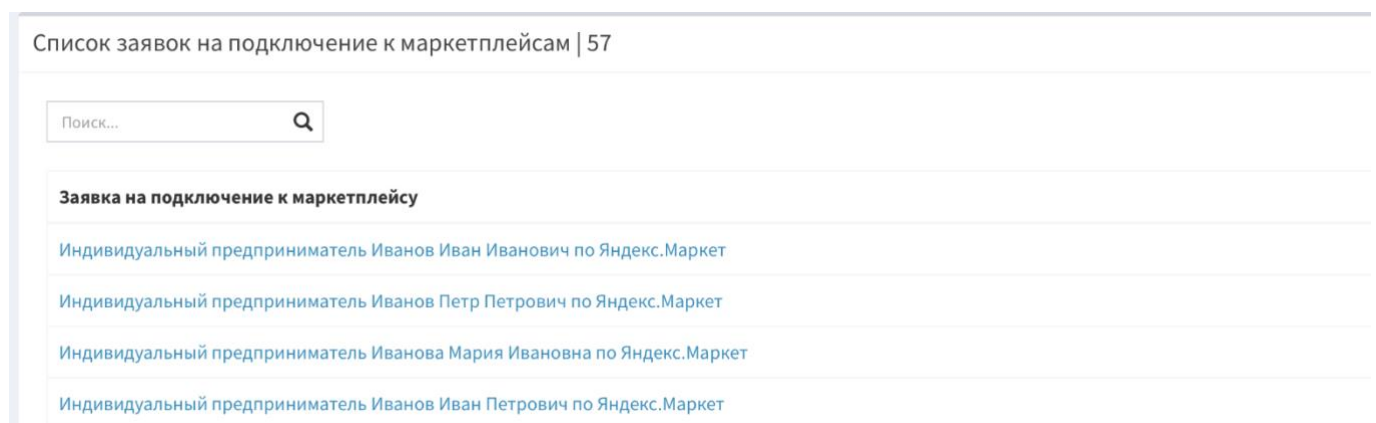 Список заявок на подключение к маркетплейсам | 57
Поиск...
Заявка на подключение к маркетплейсу
Индивидуальный предприниматель Иванов Иван Иванович по Яндекс.Маркет
Индивидуальный предприниматель Иванов Петр Петрович по Яндекс.Маркет
Индивидуальный предприниматель Иванова Мария Ивановна по Яндекс.Маркет
Индивидуальный предприниматель Иванов Иван Петрович по Яндекс.Маркет